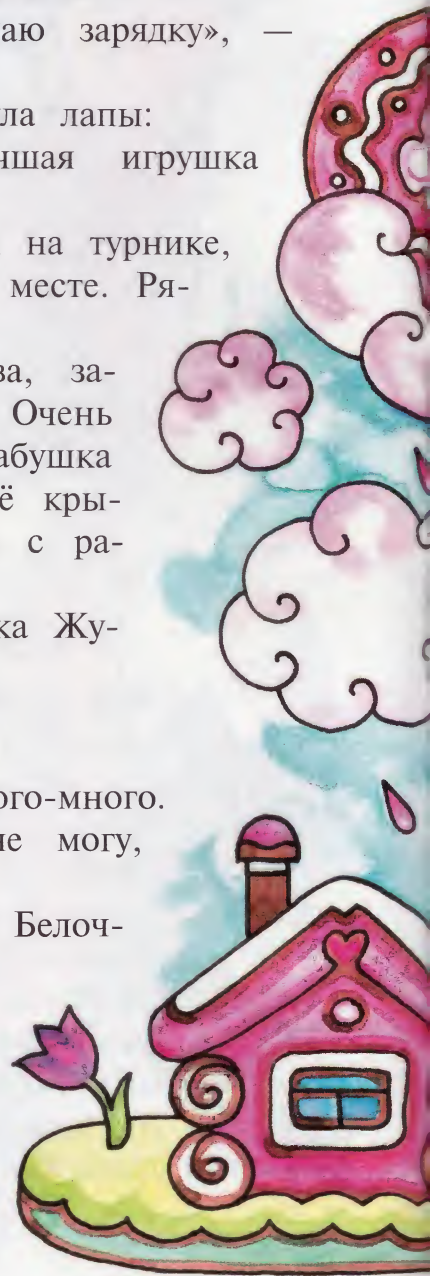 аю зарядку», —
ла лапы:
чшая игрушка
на турнике,
месте. Ря-
ва, за-
Очень
абушка
ё кры-
с ра-
ка Жу-
ого-много.
не могу,
Белоч-